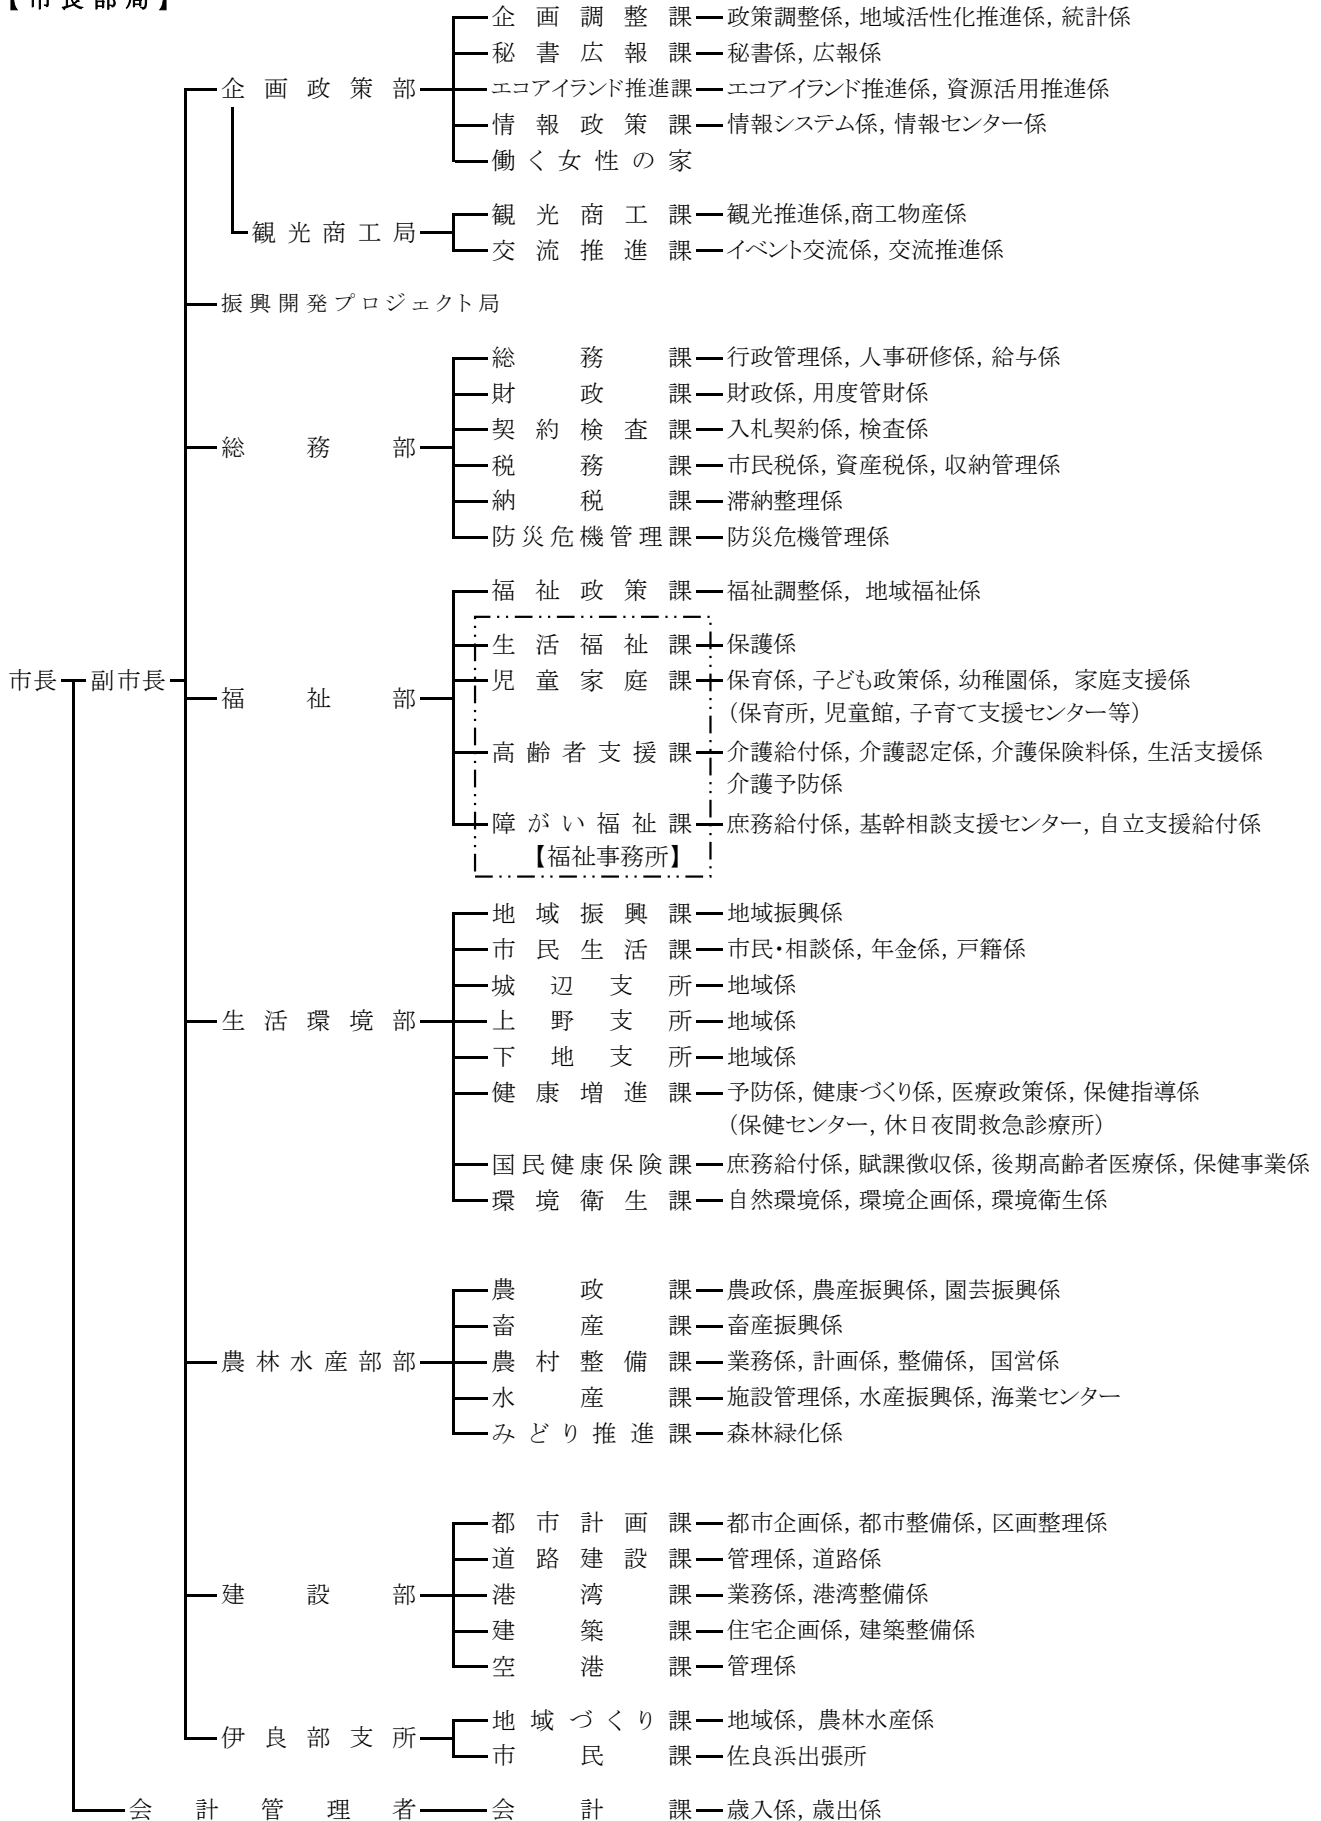 【市長部局】
企画調整課 政策調整係, 地域活性化推進係, 統計係
秘書広報課 秘書係, 広報係
企画政策部 エコアイランド推進課 エコアイランド推進係, 資源活用推進係
情報政策課 情報システム係, 情報センター係
働く女性の家
観光商工課 観光推進係,商工物産係
観光商工局
交流推進課 イベント交流係, 交流推進係
振興開発プロジェクト局
総務課 行政管理係, 人事研修係, 給与係
財政課 財政係, 用度管財係
契約検査課 入札契約係, 検査係
総務部
税務課 市民税係, 資産税係, 収納管理係
納税課 滞納整理係
防災危機管理課 防災危機管理係
福祉政策課 福祉調整係, 地域福祉係
生活福祉課 保護係
市長 副市長 児童家庭課 保育係, 子ども政策係, 幼稚園係, 家庭支援係
福祉部
(保育所, 児童館, 子育て支援センター等)
高齢者支援課 介護給付係, 介護認定係, 介護保険料係, 生活支援係
介護予防係
障がい福祉課 庶務給付係, 基幹相談支援センター, 自立支援給付係
【福祉事務所】
地域振興課 地域振興係
市民生活課 市民・相談係, 年金係, 戸籍係
城辺支所 地域係
生活環境部 上野支所 地域係
下地支所 地域係
健康増進課 予防係, 健康づくり係, 医療政策係, 保健指導係
(保健センター, 休日夜間救急診療所)
国民健康保険課 庶務給付係, 賦課徴収係, 後期高齢者医療係, 保健事業係
環境衛生課 自然環境係, 環境企画係, 環境衛生係
農政課 農政係, 農産振興係, 園芸振興係
畜産課 畜産振興係
農林水産部部 農村整備課 業務係, 計画係, 整備係, 国営係
水産課 施設管理係, 水産振興係, 海業センター
みどり推進課 森林緑化係
都市計画課 都市企画係, 都市整備係, 区画整理係
道路建設課 管理係, 道路係
建設部 港湾課 業務係, 港湾整備係
建築課 住宅企画係, 建築整備係
空港課 管理係
地域づくり課 地域係, 農林水産係
伊良部支所
市民課 佐良浜出張所
会計管理者 会計課 歳入係, 歳出係